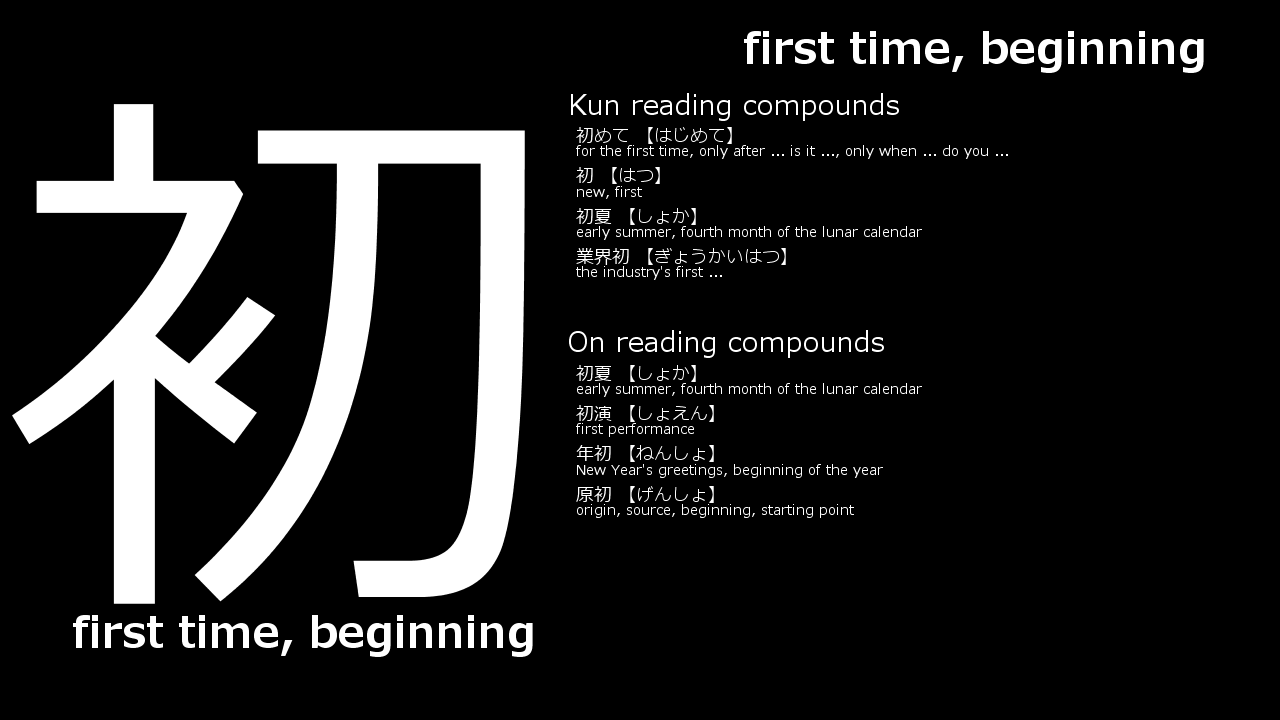 first time, beginning
初
Kun reading compounds
初めて 【はじめて】
for the first time, only after ... is it ..., only when ... do you ...
初 【はつ】
new, first
初夏 【しょか】
early summer, fourth month of the lunar calendar
業界初 【ぎょうかいはつ】
the industry's first ...
On reading compounds
初夏 【しょか】
early summer, fourth month of the lunar calendar
初演 【しょえん】
first performance
年初 【ねんしょ】
New Year's greetings, beginning of the year
原初 【げんしょ】
origin, source, beginning, starting point
first time, beginning